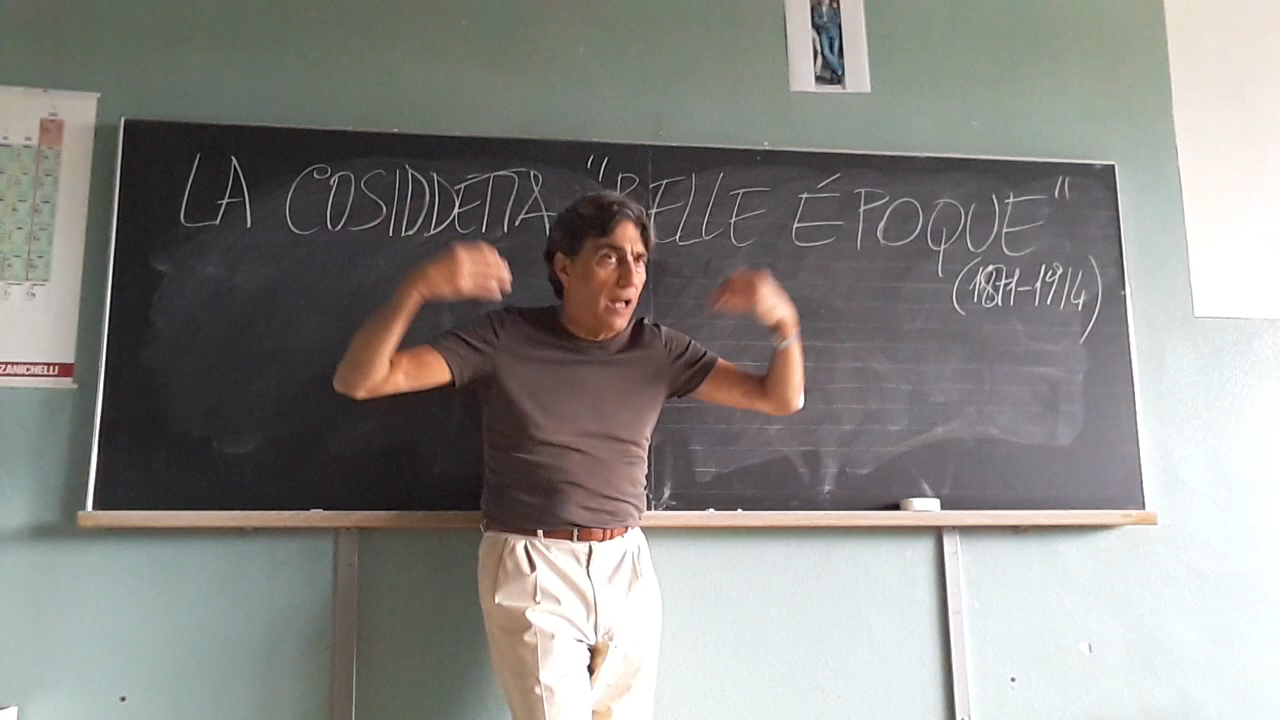 LA COSIDDETTA "BELLE ÉPOQUE"
(1871-1914)
ZANICHELLI